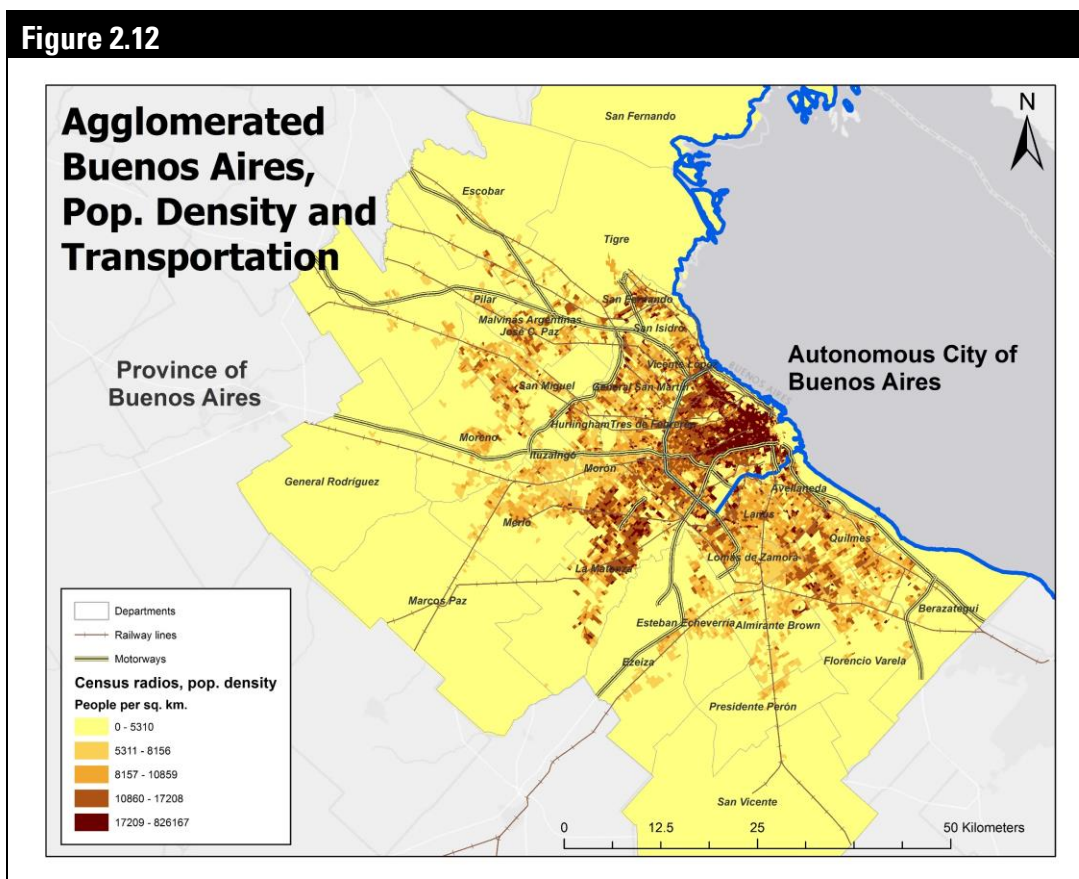 Figure 2.12
Agglomerated
Buenos Aires,
Pop. Density and
Transportation
N
San Fernando
Escobar
Tigre
Pilar
San Fernando
Malvinas Argentinas
José C. Paz
San Isidro
Province of
Buenos Aires
Autonomous City of
Buenos Aires
Vicente López
BUENOS AIRES
San Miguel
General San Martín
Hurlingham
Tres de Febrero
Moreno
Ituzaingó
Morón
General Rodríguez
Avellaneda
Merlo
Lanús
Quilmes
Lomas de Zamora
La Matanza
Marcos Paz
Berazategui
Esteban Echeverría
Almirante Brown
Ezeiza
Florencio Varela
Presidente Perón
San Vicente
Departments
Railway lines
Motorways
Census radios, pop. density
People per sq. km.
0 - 5310
5311 - 8156
8157 - 10859
10860 - 17208
17209 - 826167
0 12.5 25 50 Kilometers